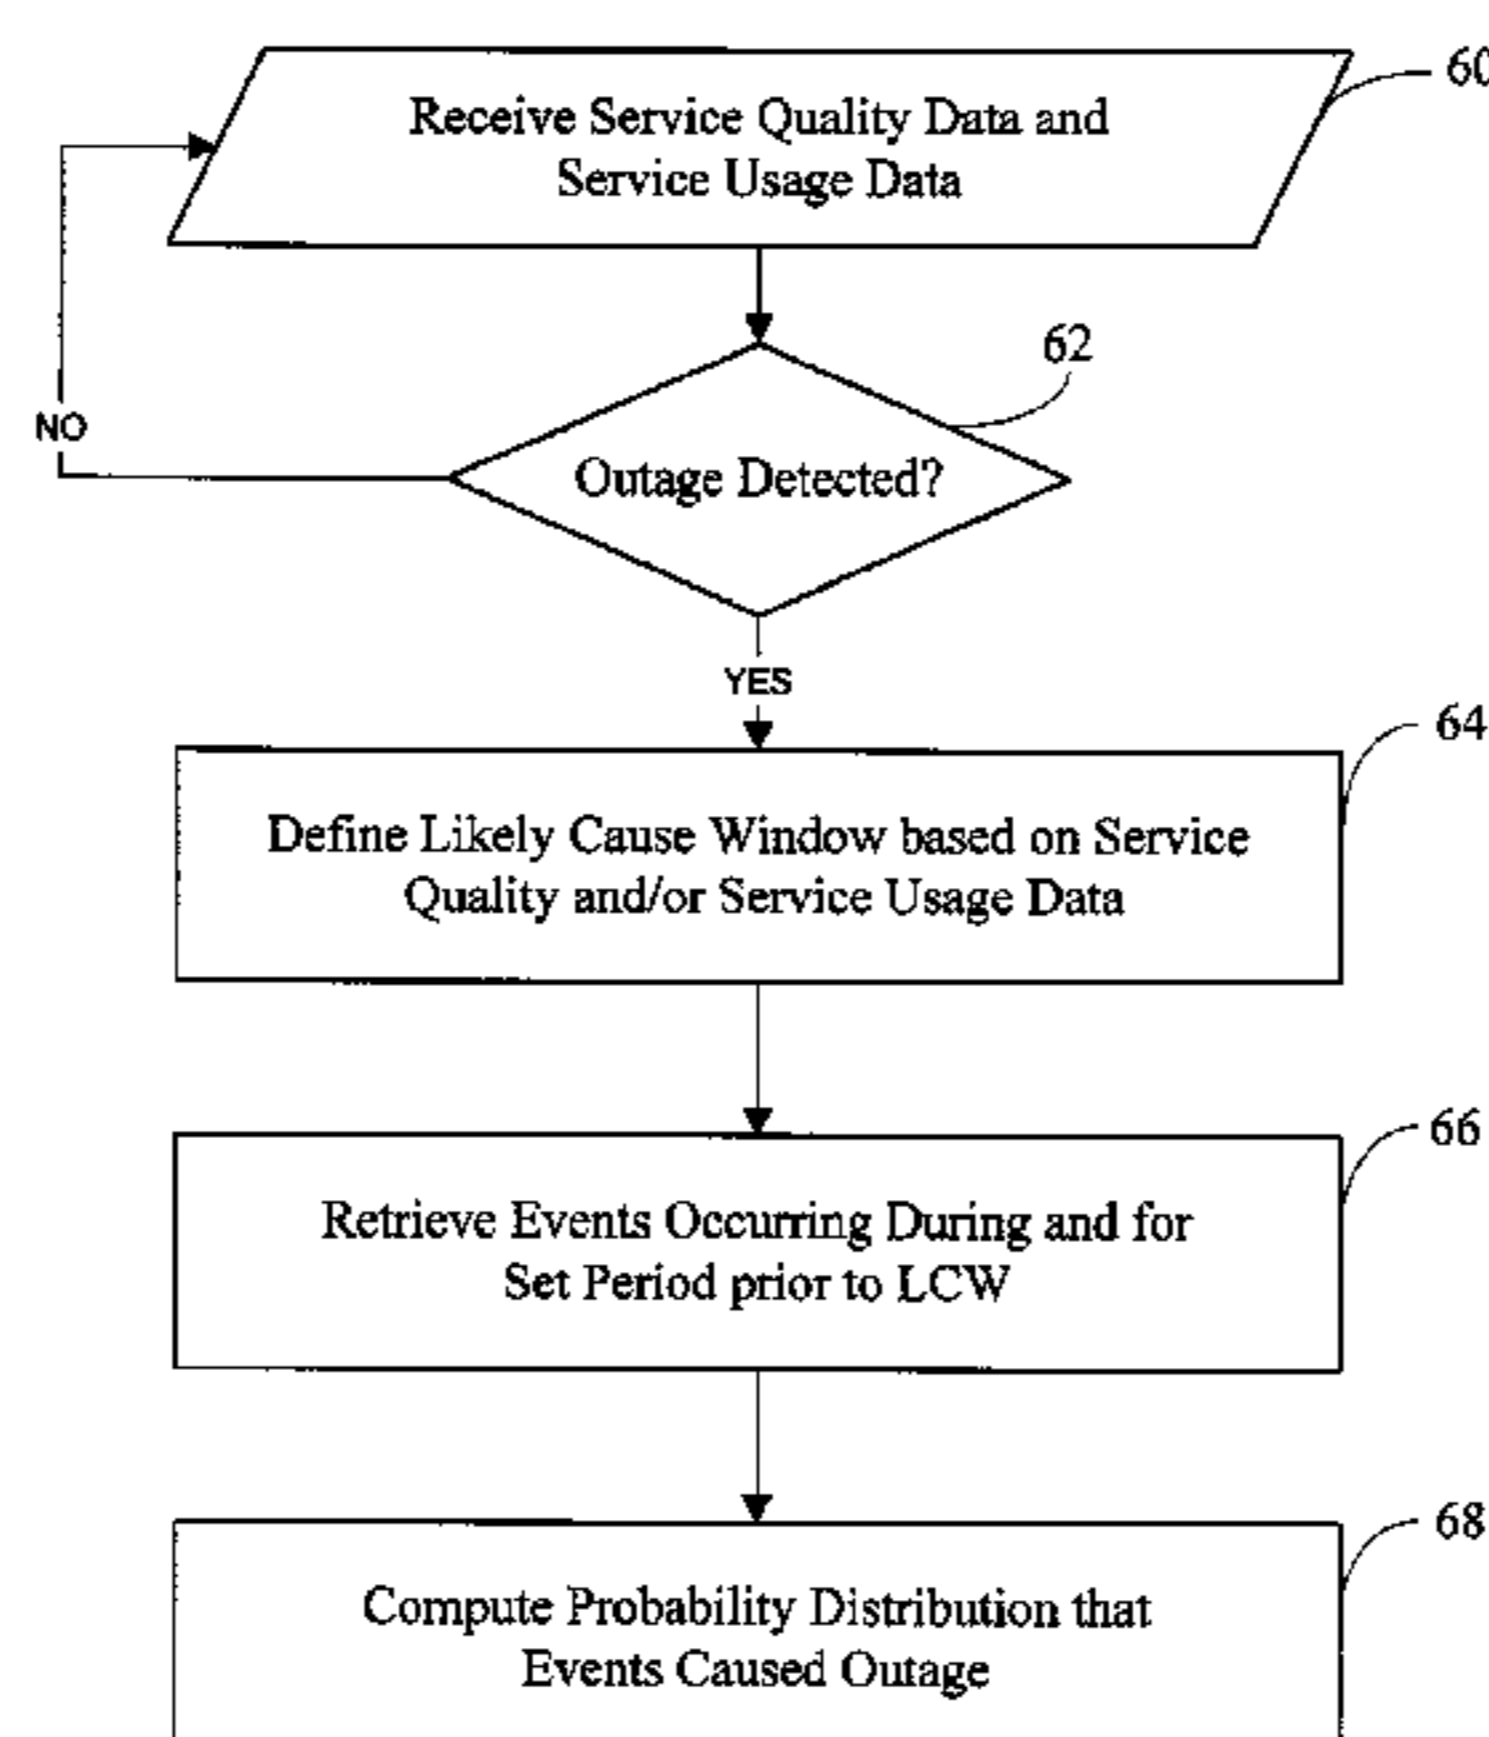 60
Receive Service Quality Data and
Service Usage Data
62
NO
Outage Detected?
YES
64
Define Likely Cause Window based on Service
Quality and/or Service Usage Data
66
Retrieve Events Occurring During and for
Set Period prior to LCW
68
Compute Probability Distribution that
Events Caused Outage